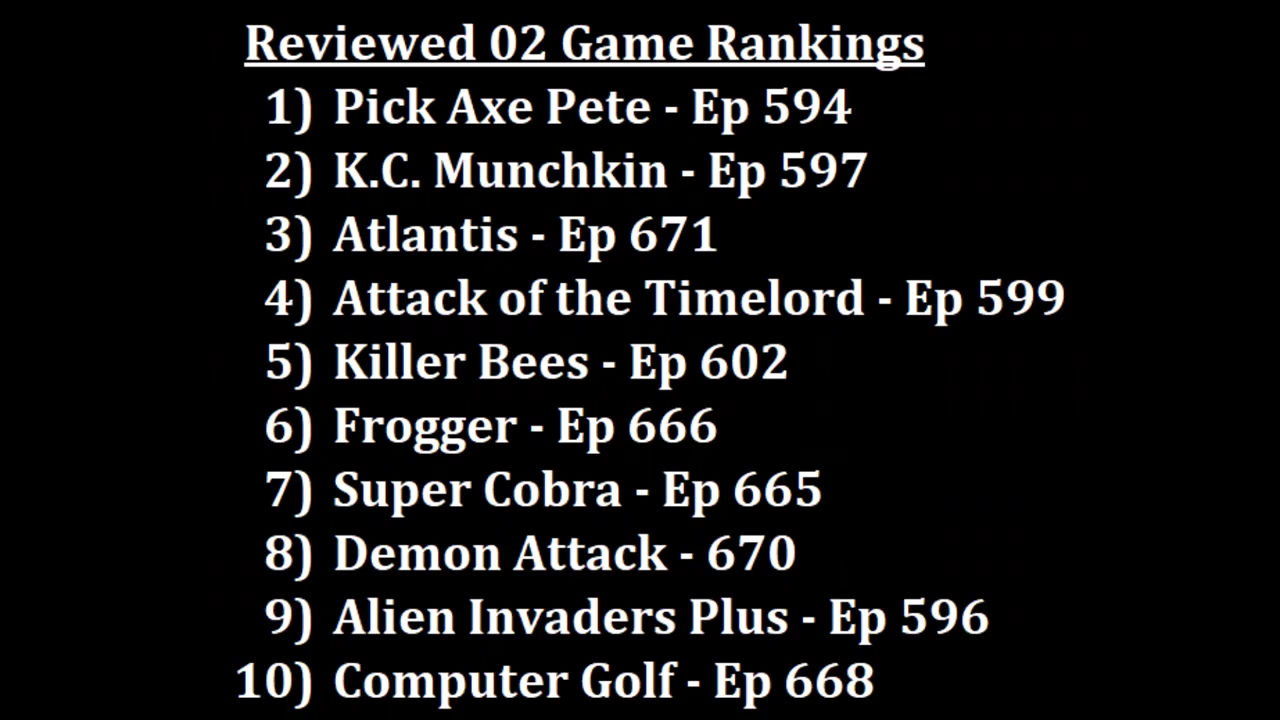 Reviewed 02 Game Rankings
1) Pick Axe Pete - Ep 594
2) K.C. Munchkin - Ep 597
3) Atlantis - Ep 671
4) Attack of the Timelord - Ep 599
5) Killer Bees - Ep 602
6) Frogger - Ep 666
7) Super Cobra - Ep 665
8) Demon Attack - 670
9) Alien Invaders Plus - Ep 596
10) Computer Golf - Ep 668